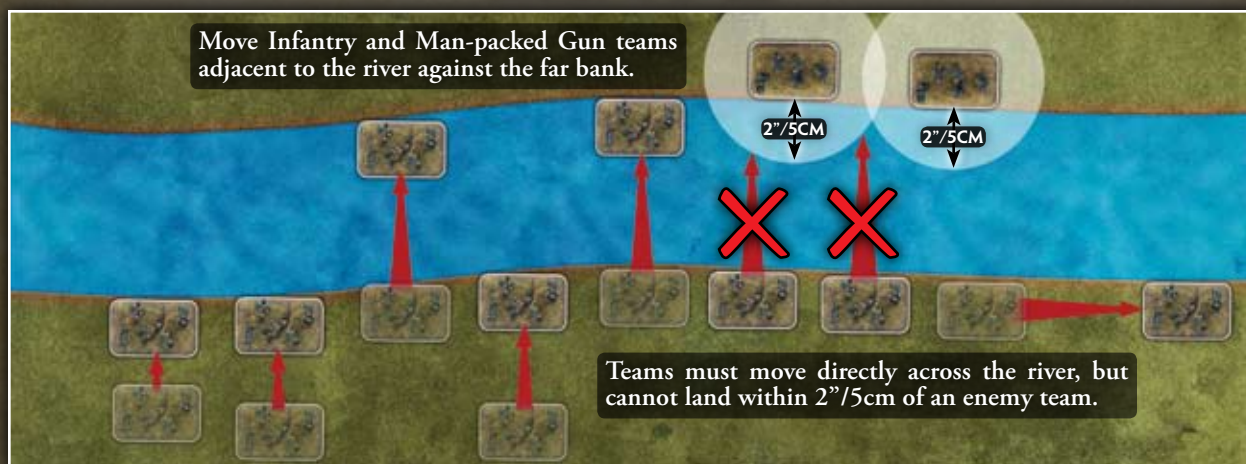 Move Infantry and Man-packed Gun teams
adjacent to the river against the far bank.
2”/5CM
2”/5CM
Teams must move directly across the river, but
cannot land within 2”/5cm of an enemy team.